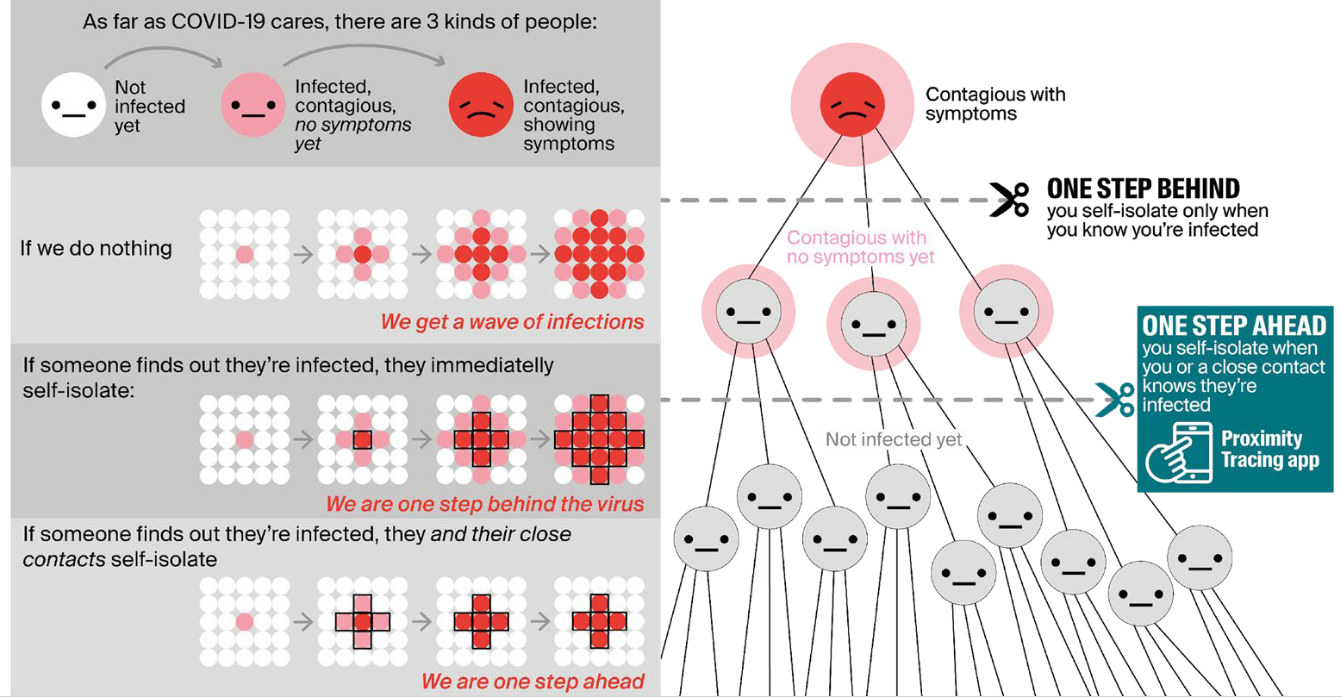 As far as COVID-19 cares, there are 3 kinds of people:
Not
infected
yet
Infected,
contagious,
no symptoms
yet
Infected,
contagious,
showing
symptoms
If we do nothing
We get a wave of infections
If someone finds out they're infected, they immediatelly
self-isolate:
We are one step behind the virus
If someone finds out they're infected, they and their close
contacts self-isolate
We are one step ahead
Contagious with
symptoms
ONE STEP BEHIND
you self-isolate only when
you know you're infected
Contagious with
no symptoms yet
ONE STEP AHEAD
you self-isolate when
you or a close contact
knows they're
infected
Proximity
Tracing app
Not infected yet